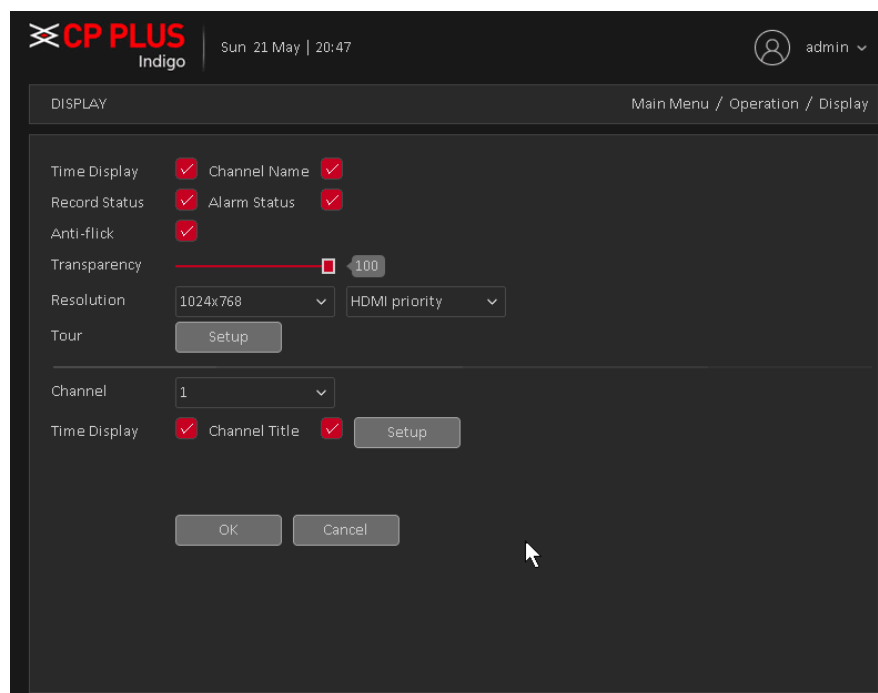 CP PLUS
Indigo
Sun 21 May | 20:47
admin
DISPLAY
Main Menu / Operation / Display
Time Display
Channel Name
Record Status
Alarm Status
Anti-flick
Transparency
100
Resolution
1024x768
HDMI priority
Tour
Setup
Channel
1
Time Display
Channel Title
Setup
OK
Cancel